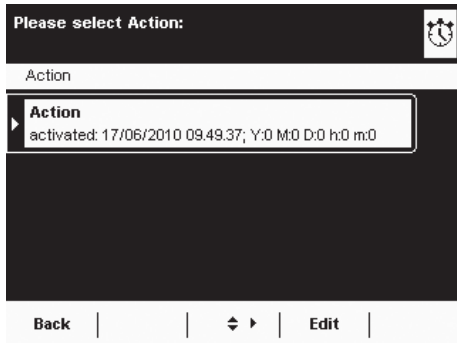 Please select Action:
Action
Action
activated: 17/06/2010 09.49.37; Y:0 M:0 D:0 h:0 m:0
Back Edit